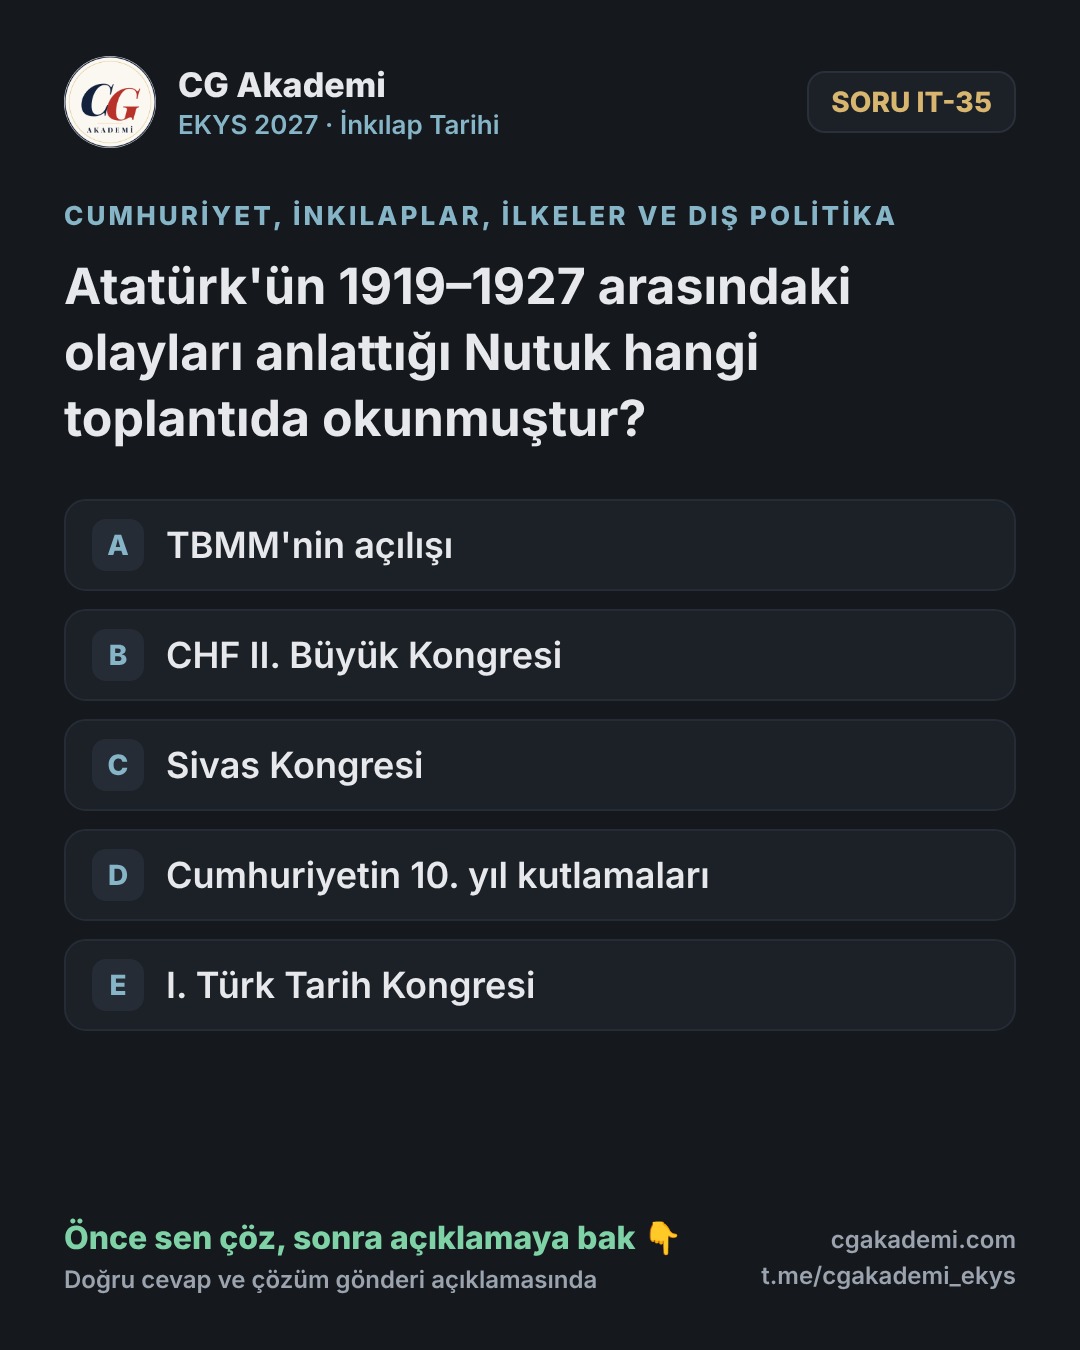 CG
AKADEMİ
CG Akademi
EKYS 2027 · İnkılap Tarihi
SORU IT-35
CUMHURİYET, İNKILAPLAR, İLKELER VE DIŞ POLİTİKA
Atatürk'ün 1919–1927 arasındaki
olayları anlattığı Nutuk hangi
toplantıda okunmuştur?
A TBMM'nin açılışı
B CHF II. Büyük Kongresi
C Sivas Kongresi
D Cumhuriyetin 10. yıl kutlamaları
E I. Türk Tarih Kongresi
Önce sen çöz, sonra açıklamaya bak 👇
Doğru cevap ve çözüm gönderi açıklamasında
cgakademi.com
t.me/cgakademi_ekys